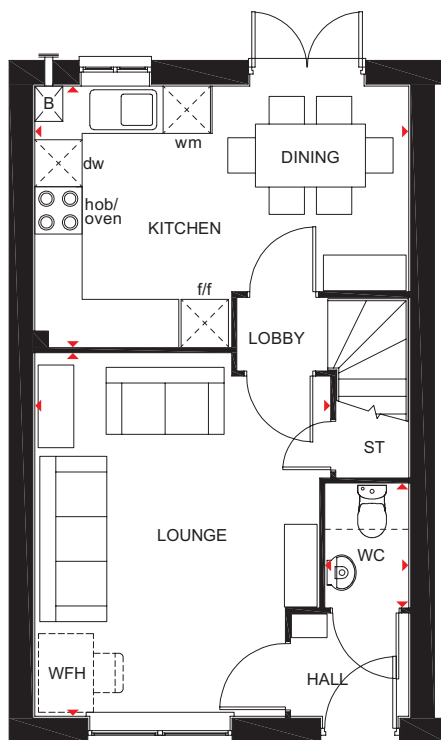 B
wm
dw
DINING
hob/
oven
KITCHEN
f/f
LOBBY
ST
LOUNGE
WC
WFH
HALL